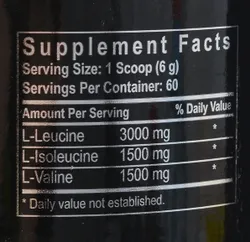 Supplement Facts
Serving Size: 1 Scoop (6 g)
Servings Per Container: 60
Amount Per Serving % Daily Value
L-Leucine 3000 mg *
L-Isoleucine 1500 mg *
L-Valine 1500 mg *
* Daily value not established.